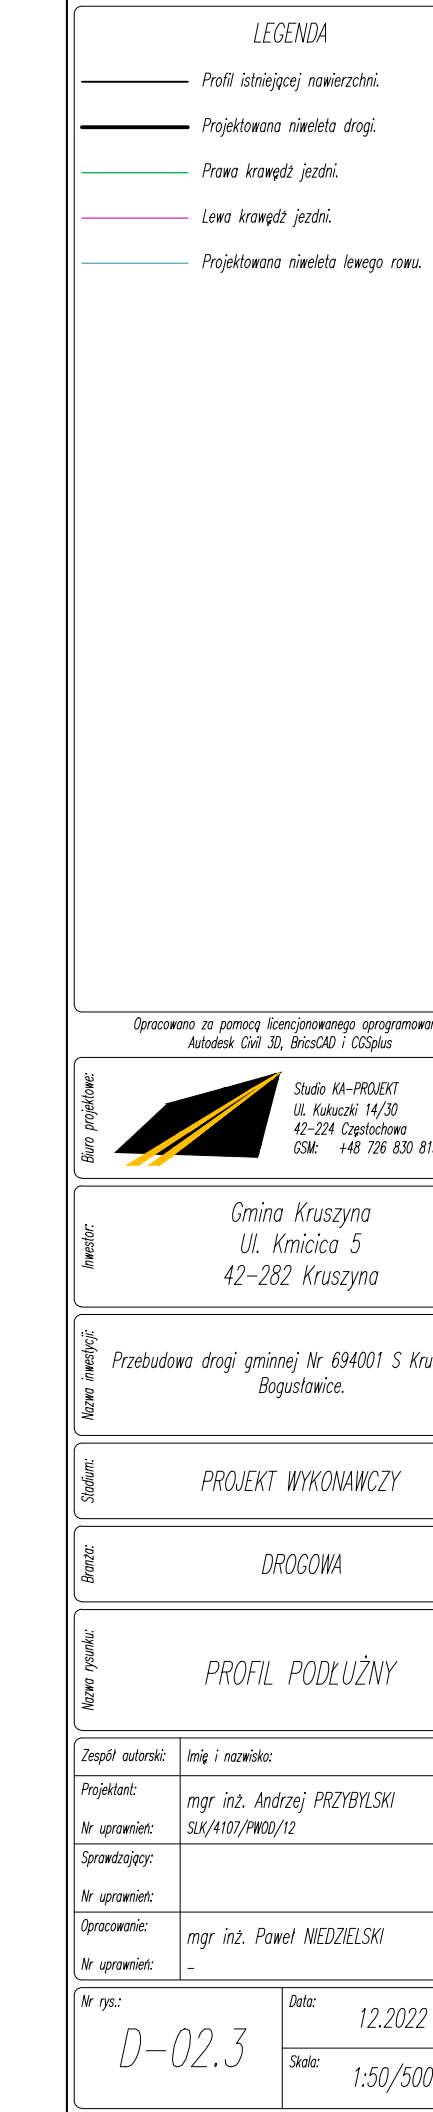 LEGENDA
Profil istniejącej nawierzchni.
Projektowana niweleta drogi.
Prawa krawędź jezdni.
Lewa krawędź jezdni.
Projektowana niweleta lewego rowu.
Opracowano za pomocą licencjonowanego
Autodesk Civil 3D, BricsCAD i CGSplus
Biuro projektowe:
Studio KA-PROJEKT
Ul. Kukuczki 14/30
42-224 Częstochowa
GSM: +48 726 830
Inwestor:
Gmina Kruszyna
Ul. Kmicica 5
42-282 Kruszyna
Nazwa inwestycji:
Przebudowa drogi gminnej Nr 694001 S
Bogusławice.
Stadium:
PROJEKT WYKONAWCZY
Branża:
DROGOWA
Nazwa rysunku:
PROFIL PODŁUŻNY
Zespół autorski: Imię i nazwisko:
Projektant:
mgr inż. Andrzej PRZYBYLSKI
Nr uprawnień: SLK/4107/PWOD/12
Sprawdzający:
Nr uprawnień:
Opracowanie:
mgr inż. Paweł NIEDZIELSKI
Nr uprawnień: –
Nr rys.:
D-02.3
Data:
12.2022
Skala:
1:50/500